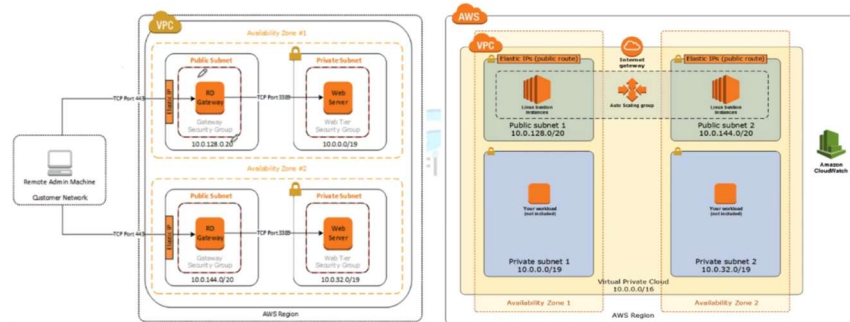 VPC
Availability Zone #1
Public Subnet
Private Subnet
Elastic IP
RD
Gateway
TCP Port 443
TCP Port 3389
Web
Server
Gateway
Security Group
Web Tier
Security Group
10.0.128.0.20
10.0.0.0/19
Availability Zone #2
Remote Admin Machine
Customer Network
Public Subnet
Private Subnet
Elastic IP
RD
Gateway
TCP Port 443
TCP Port 3389
Web
Server
Gateway
Security Group
Web Tier
Security Group
10.0.144.0/20
10.0.32.0/19
AWS Region
AWS
VPC
Elastic IPs (public route)
Internet
gateway
Elastic IPs (public route)
Linux bastion
instances
Auto Scaling group
Linux bastion
instances
Public subnet 1
10.0.128.0/20
Public subnet 2
10.0.144.0/20
Amazon
CloudWatch
Your workload
(not included)
Your workload
(not included)
Private subnet 1
10.0.0.0/19
Private subnet 2
10.0.32.0/19
Virtual Private Cloud
10.0.0.0/16
Availability Zone 1
Availability Zone 2
AWS Region